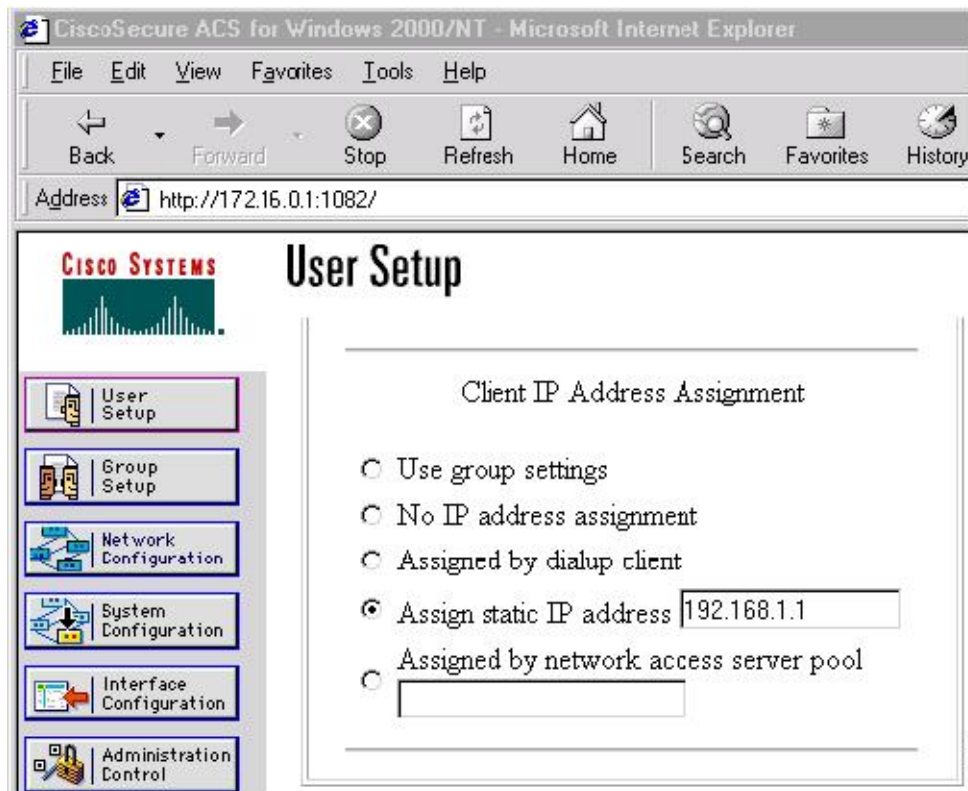 CiscoSecure ACS for Windows 2000/NT - Microsoft Internet Explorer
File Edit View Favorites Tools Help
Back Forward Stop Refresh Home Search Favorites History
Address http://172.16.0.1:1082/
CISCO SYSTEMS
User Setup
User
Setup
Group
Setup
Network
Configuration
System
Configuration
Interface
Configuration
Administration
Control
Client IP Address Assignment
Use group settings
No IP address assignment
Assigned by dialup client
Assign static IP address 192.168.1.1
Assigned by network access server pool